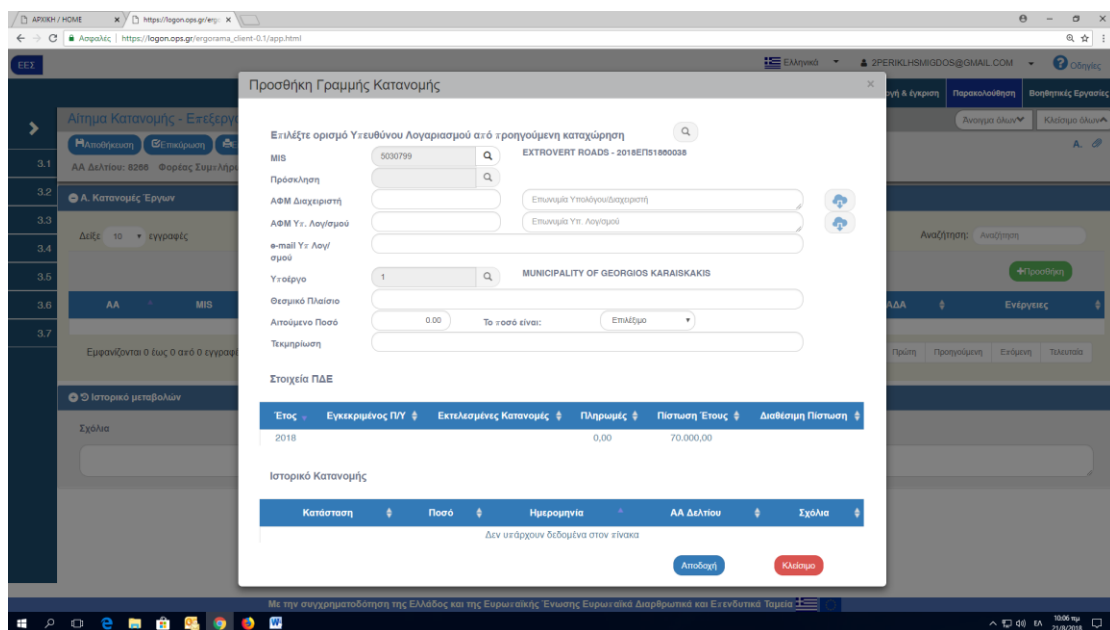 ΑΡΧΙΚΗ / HOME
https://logon.ops.gr/ergo
Ασφαλές | https://logon.ops.gr/ergorama_client-0.1/app.html
ΕΕΣ
Ελληνικά
2PERIKLHSMIGDOS@GMAIL.COM
Οδηγίες
Προσθήκη Γραμμής Κατανομής
×
& έγκριση
Παρακολούθηση
Βοηθητικές Εργασίες
Αίτημα Κατανομής -
Άνοιγμα όλων
Κλείσιμο όλων
Αποθήκευση
Επικύρωση
ΑΑ Δελτίου: 8266 Φορέας
Επιλέξτε ορισμό Υπευθύνου Λογαριασμού από προηγούμενη καταχώρηση
MIS
5030799
EXTROVERT ROADS - 2018ΕΠ51860038
Πρόσκληση
ΑΦΜ Διαχειριστή
Επωνυμία Υπολόγου/Διαχειριστή
ΑΦΜ Υπ. Λογ/σμού
Επωνυμία Υπ. Λογ/σμού
e-mail Υπ Λογ/
σμού
Υποέργο
1
MUNICIPALITY OF GEORGIOS KARAISKAKIS
Θεσμικό Πλαίσιο
Αιτούμενο Ποσό
0.00
Το ποσό είναι:
Επιλέξιμο
Τεκμηρίωση
Στοιχεία ΠΔΕ
Έτος
Εγκεκριμένος Π/Υ
Εκτελεσμένες Κατανομές
Πληρωμές
Πίστωση Έτους
Διαθέσιμη Πίστωση
2018
0,00
70.000,00
Ιστορικό Κατανομής
Κατάσταση
Ποσό
Ημερομηνία
ΑΑ Δελτίου
Σχόλια
Δεν υπάρχουν δεδομένα στον πίνακα
Αποδοχή
Κλείσιμο
3.1
3.2
3.3
3.4
3.5
3.6
3.7
Α. Κατανομές Έργων
Δείξε 10 εγγραφές
Αναζήτηση: Αναζήτηση
+Προσθήκη
ΑΑ
MIS
ΑΔΑ
Ενέργειες
Εμφανίζονται 0 έως 0 από 0
Πρώτη
Προηγούμενη
Επόμενη
Τελευταία
Ιστορικό μεταβολών
Σχόλια
Με την συγχρηματοδότηση της Ελλάδος και της Ευρωπαϊκής Ένωσης Ευρωπαϊκά Διαρθρωτικά και Επενδυτικά Ταμεία
ΕΛ
10:06 πμ
21/8/2018